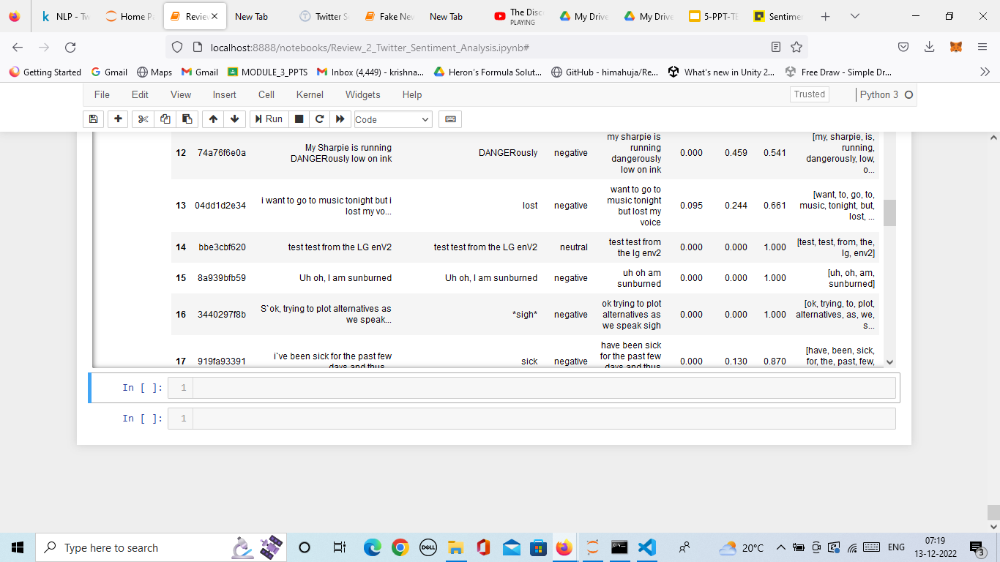 NLP - Tw
Home Pa
Review
New Tab
Twitter Se
Fake New
New Tab
The Disc
PLAYING
My Drive
My Drive
5-PPT-TE
Sentimen
localhost:8888/notebooks/Review_2_Twitter_Sentiment_Analysis.ipynb#
Getting Started
Gmail
Maps
Gmail
MODULE_3_PPTS
Inbox (4,449) - krishna...
Heron's Formula Solut...
GitHub - himahuja/Re...
What's new in Unity 2...
Free Draw - Simple Dr...
File Edit View Insert Cell Kernel Widgets Help
Trusted
Python 3
Run
Code
12 74a76f6e0a My Sharpie is running DANGERously low on ink DANGERously negative my sharpie is running dangerously low on ink 0.000 0.459 0.541 [my, sharpie, is, running, dangerously, low, o...
13 04dd1d2e34 i want to go to music tonight but i lost my vo... lost negative want to go to music tonight but lost my voice 0.095 0.244 0.661 [want, to, go, to, music, tonight, but, lost, ...
14 bbe3cbf620 test test from the LG enV2 test test from the LG enV2 neutral test test from the lg env2 0.000 0.000 1.000 [test, test, from, the, lg, env2]
15 8a939bfb59 Uh oh, I am sunburned Uh oh, I am sunburned negative uh oh am sunburned 0.000 0.000 1.000 [uh, oh, am, sunburned]
16 3440297f8b S`ok, trying to plot alternatives as we speak... *sigh* negative ok trying to plot alternatives as we speak sigh 0.000 0.000 1.000 [ok, trying, to, plot, alternatives, as, we, s...
17 919fa93391 i`ve been sick for the past few days and thus... sick negative have been sick for the past few days and thus 0.000 0.130 0.870 [have, been, sick, for, the, past, few,
In [ ]: 1
In [ ]: 1
Type here to search
DELL
20°C
ENG
07:19
13-12-2022
3